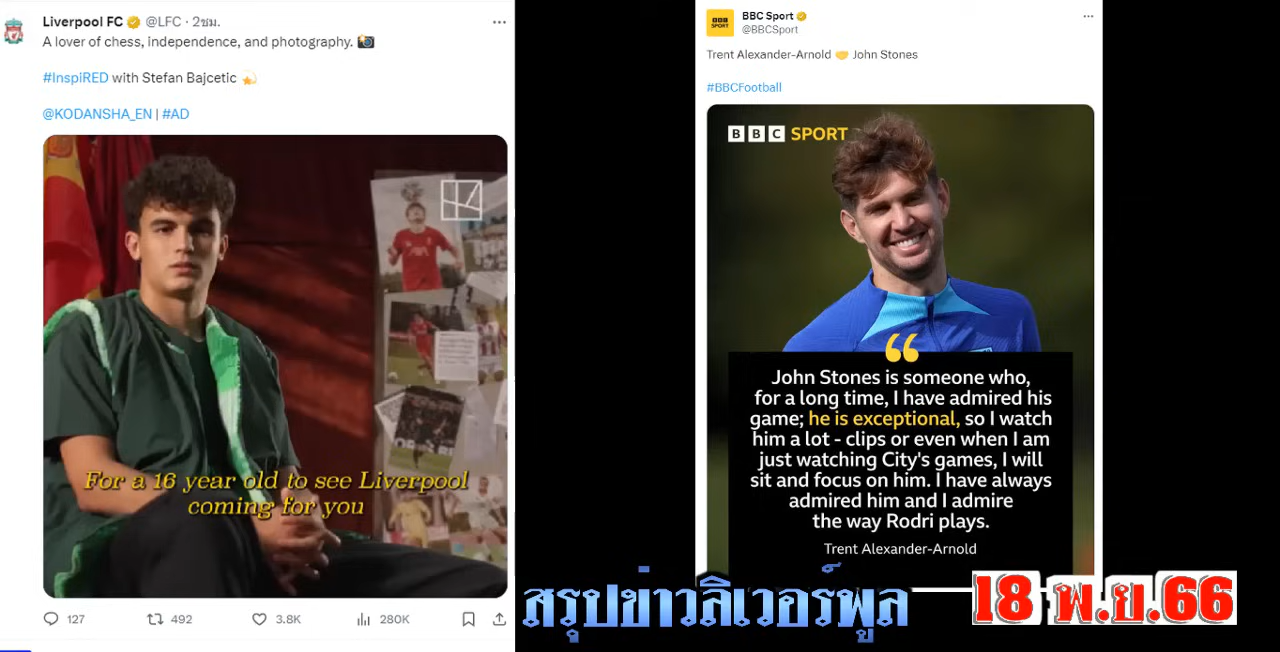 Liverpool FC @LFC · 2ชม.
A lover of chess, independence, and photography.
#InspiRED with Stefan Bajcetic
@KODANSHA_EN | #AD
For a 16 year old to see Liverpool
coming for you
127 492 3.8K 280K
BBC SPORT
BBC Sport
@BBCSport
Trent Alexander-Arnold 🤝 John Stones
#BBCFootball
BBC SPORT
“
John Stones is someone who,
for a long time, I have admired his
game; he is exceptional, so I watch
him a lot - clips or even when I am
just watching City's games, I will
sit and focus on him. I have always
admired him and I admire
the way Rodri plays.
Trent Alexander-Arnold
สรุปข่าวลิเวอร์พูล
18 พ.ย.66